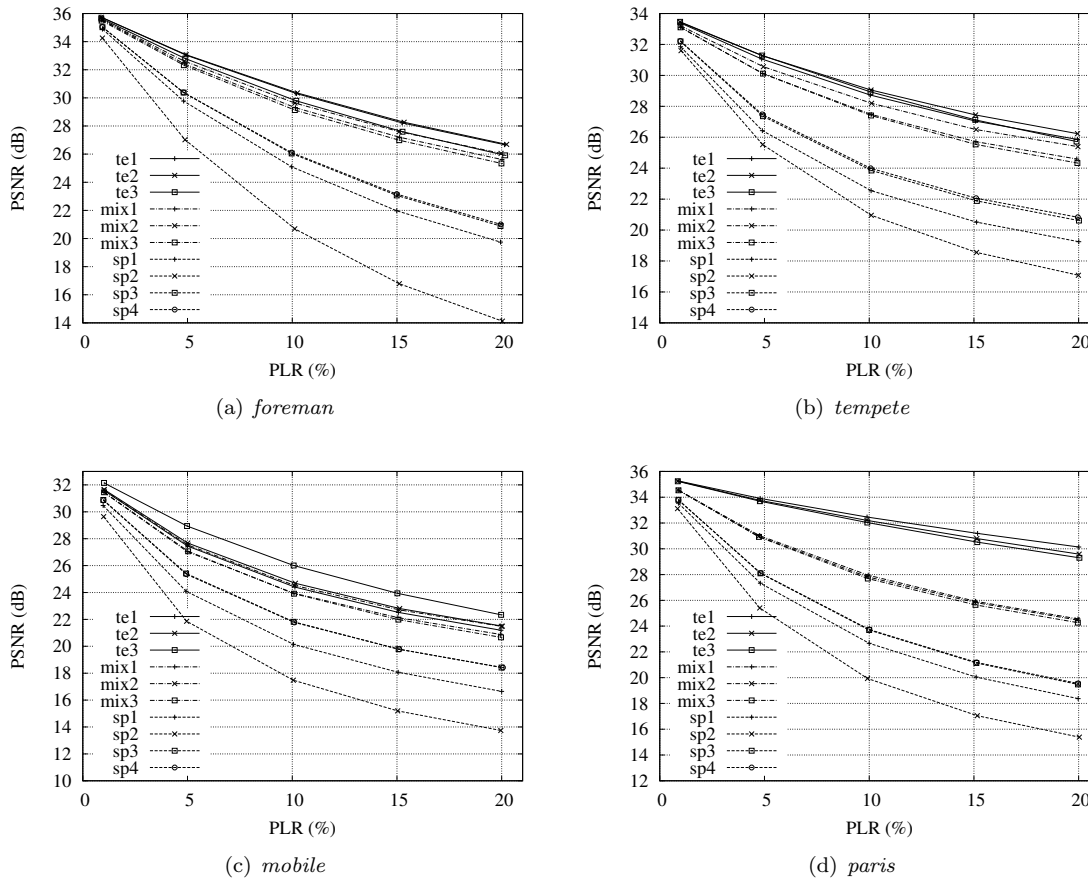 36
34
32
30
28
26
24
22
20
18
16
14
PSNR (dB)
te1
te2
te3
mix1
mix2
mix3
sp1
sp2
sp3
sp4
0 5 10 15 20
PLR (%)
(a) foreman
34
32
30
28
26
24
22
20
18
16
14
PSNR (dB)
te1
te2
te3
mix1
mix2
mix3
sp1
sp2
sp3
sp4
0 5 10 15 20
PLR (%)
(b) tempete
32
30
28
26
24
22
20
18
16
14
12
10
PSNR (dB)
te1
te2
te3
mix1
mix2
mix3
sp1
sp2
sp3
sp4
0 5 10 15 20
PLR (%)
(c) mobile
36
34
32
30
28
26
24
22
20
18
16
14
12
PSNR (dB)
te1
te2
te3
mix1
mix2
mix3
sp1
sp2
sp3
sp4
0 5 10 15 20
PLR (%)
(d) paris